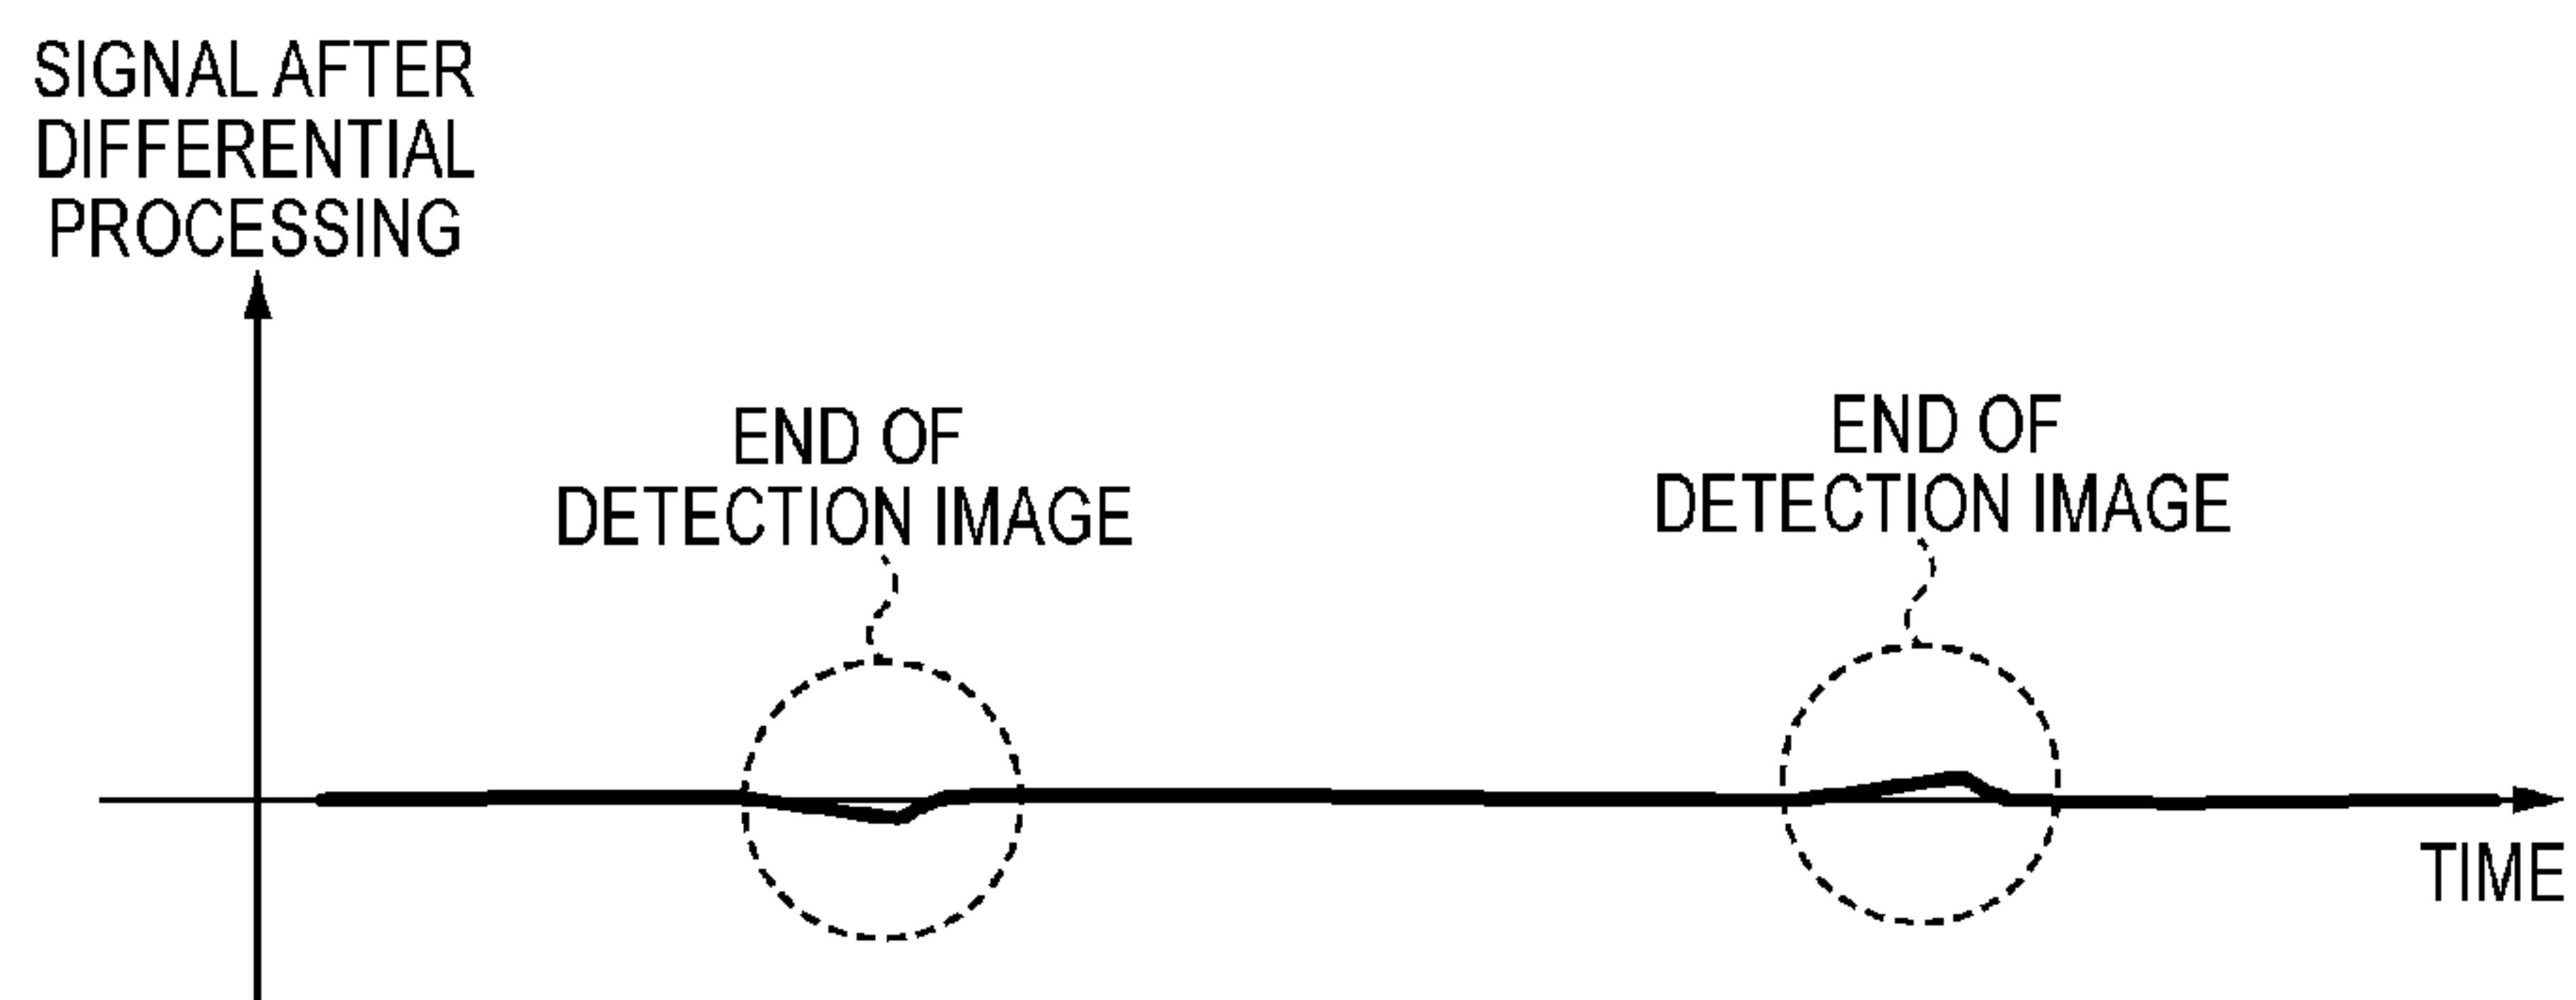 SIGNAL AFTER
DIFFERENTIAL
PROCESSING
END OF
DETECTION IMAGE
END OF
DETECTION IMAGE
TIME